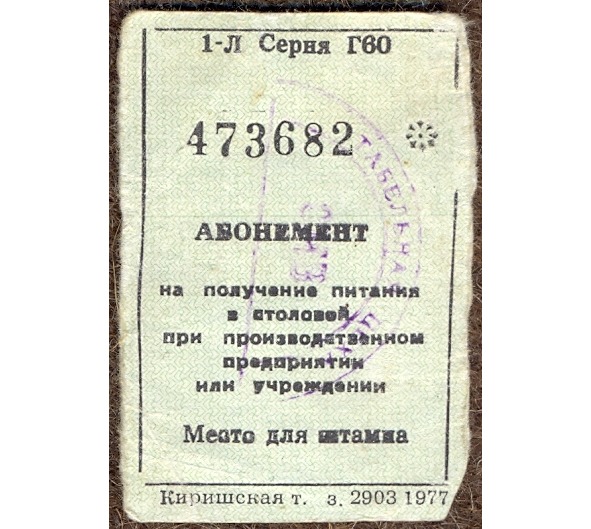 1-Л Серия Г60
473682
АБОНЕМЕНТ
на получение питания
в столовой
при производственном
предприятии
или учреждении
Место для штампа
Киришская т. з. 2903 1977
ТАБЕЛЬНА